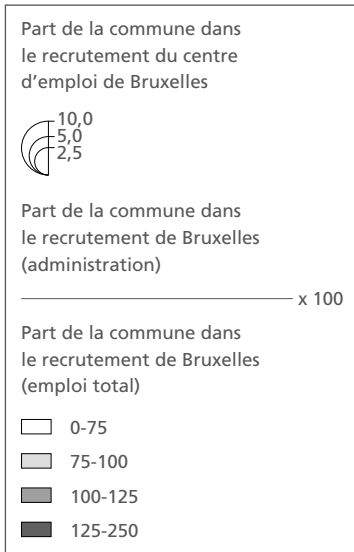 Part de la commune dans
le recrutement du centre
d’emploi de Bruxelles
10,0
5,0
2,5
Part de la commune dans
le recrutement de Bruxelles
(administration)
x 100
Part de la commune dans
le recrutement de Bruxelles
(emploi total)
0-75
75-100
100-125
125-250